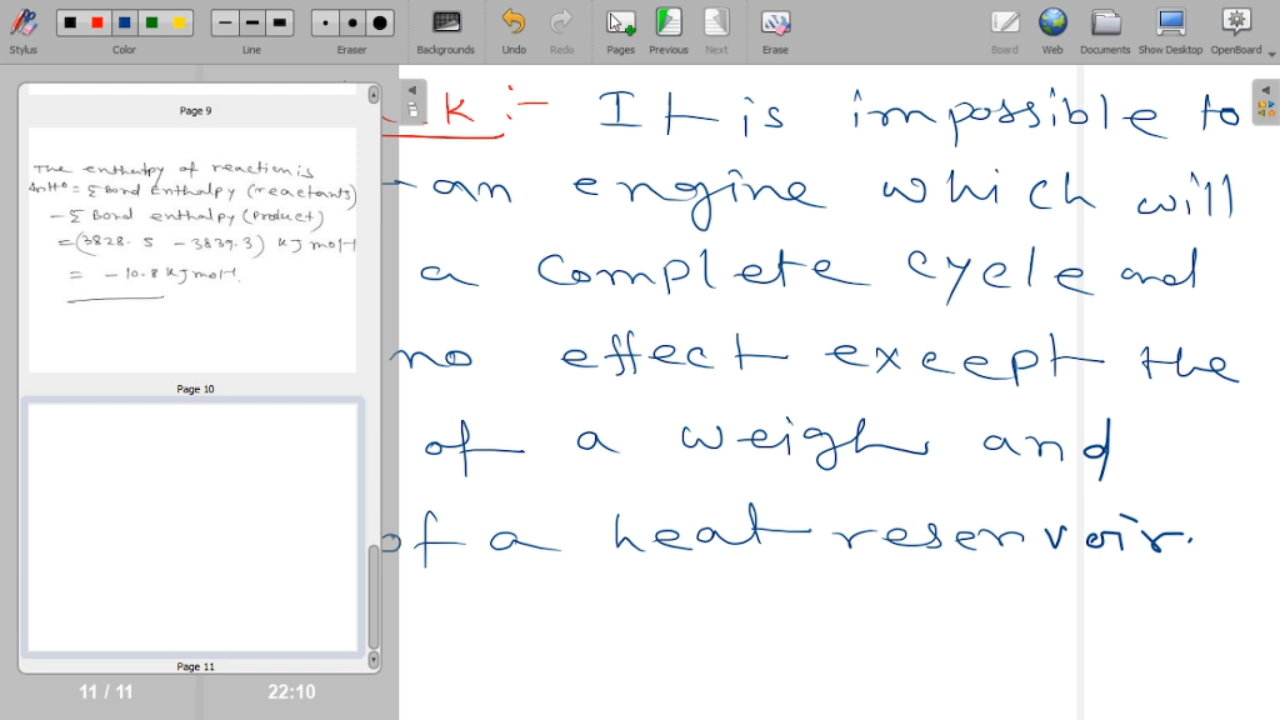 Stylus
Color
Line
Eraser
Backgrounds
Undo
Redo
Pages
Previous
Next
Erase
Board
Web
Documents
Show Desktop
OpenBoard
Page 9
The enthalpy of reaction is
ΔrH° = Σ Bond Enthalpy (reactants)
- Σ Bond enthalpy (Product)
= (3828.5 - 3839.3) kJ mol-1
= -10.8 kJ mol-1.
Page 10
Page 11
11 / 11
22:10
k :- It is impossible to
an engine which will
a complete cycle and
no effect except the
of a weigh and
of a heat reservoir.